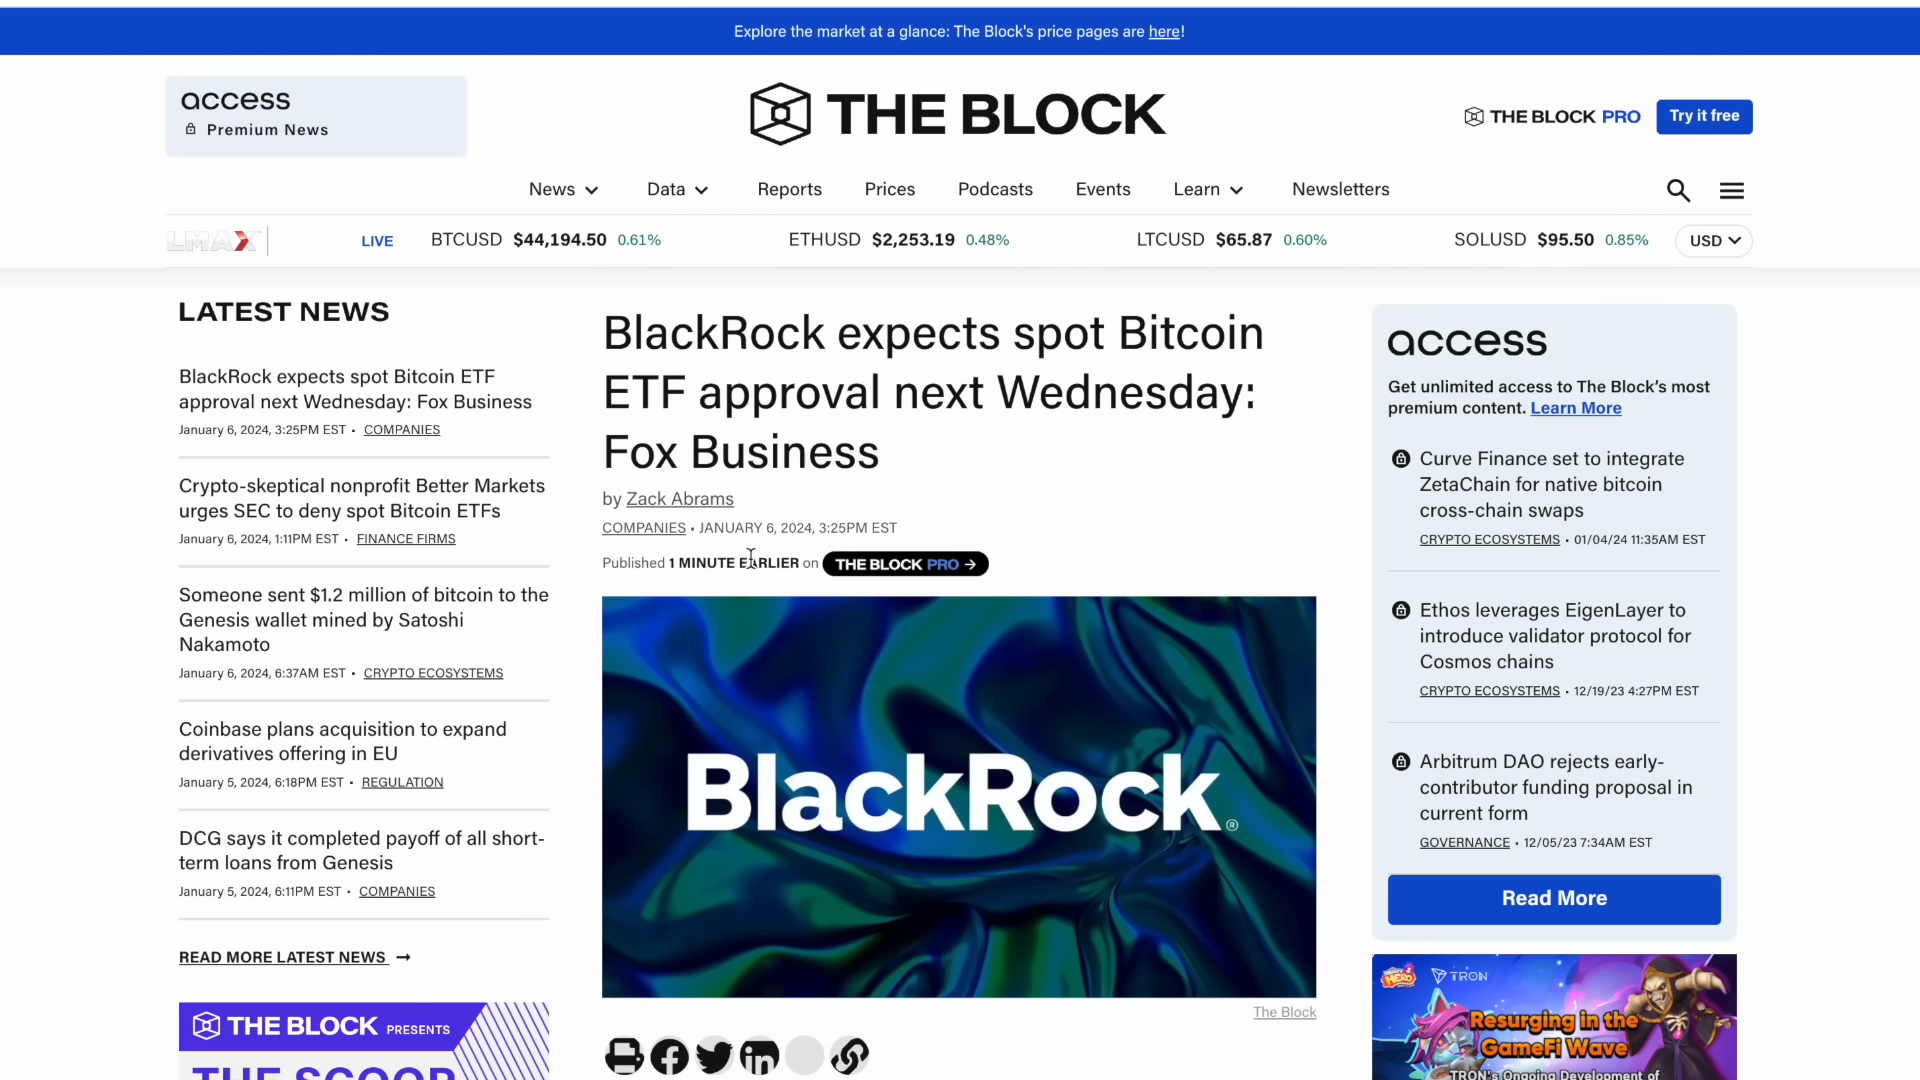 Explore the market at a glance: The Block's price pages are here!
access
Premium News
THE BLOCK
THE BLOCK PRO
Try it free
News
Data
Reports
Prices
Podcasts
Events
Learn
Newsletters
LMAX
LIVE
BTCUSD $44,194.50 0.61%
ETHUSD $2,253.19 0.48%
LTCUSD $65.87 0.60%
SOLUSD $95.50 0.85%
USD
LATEST NEWS
BlackRock expects spot Bitcoin ETF
approval next Wednesday: Fox Business
January 6, 2024, 3:25PM EST • COMPANIES
Crypto-skeptical nonprofit Better Markets
urges SEC to deny spot Bitcoin ETFs
January 6, 2024, 1:11PM EST • FINANCE FIRMS
Someone sent $1.2 million of bitcoin to the
Genesis wallet mined by Satoshi
Nakamoto
January 6, 2024, 6:37AM EST • CRYPTO ECOSYSTEMS
Coinbase plans acquisition to expand
derivatives offering in EU
January 5, 2024, 6:18PM EST • REGULATION
DCG says it completed payoff of all short-
term loans from Genesis
January 5, 2024, 6:11PM EST • COMPANIES
READ MORE LATEST NEWS →
THE BLOCK PRESENTS
THE SCOOP
BlackRock expects spot Bitcoin
ETF approval next Wednesday:
Fox Business
by Zack Abrams
COMPANIES • JANUARY 6, 2024, 3:25PM EST
Published 1 MINUTE EARLIER on THE BLOCK PRO →
BlackRock®
The Block
access
Get unlimited access to The Block's most
premium content. Learn More
Curve Finance set to integrate
ZetaChain for native bitcoin
cross-chain swaps
CRYPTO ECOSYSTEMS • 01/04/24 11:35AM EST
Ethos leverages EigenLayer to
introduce validator protocol for
Cosmos chains
CRYPTO ECOSYSTEMS • 12/19/23 4:27PM EST
Arbitrum DAO rejects early-
contributor funding proposal in
current form
GOVERNANCE • 12/05/23 7:34AM EST
Read More
TRON
Resurging in the
GameFi Wave
TRON's Ongoing Development of